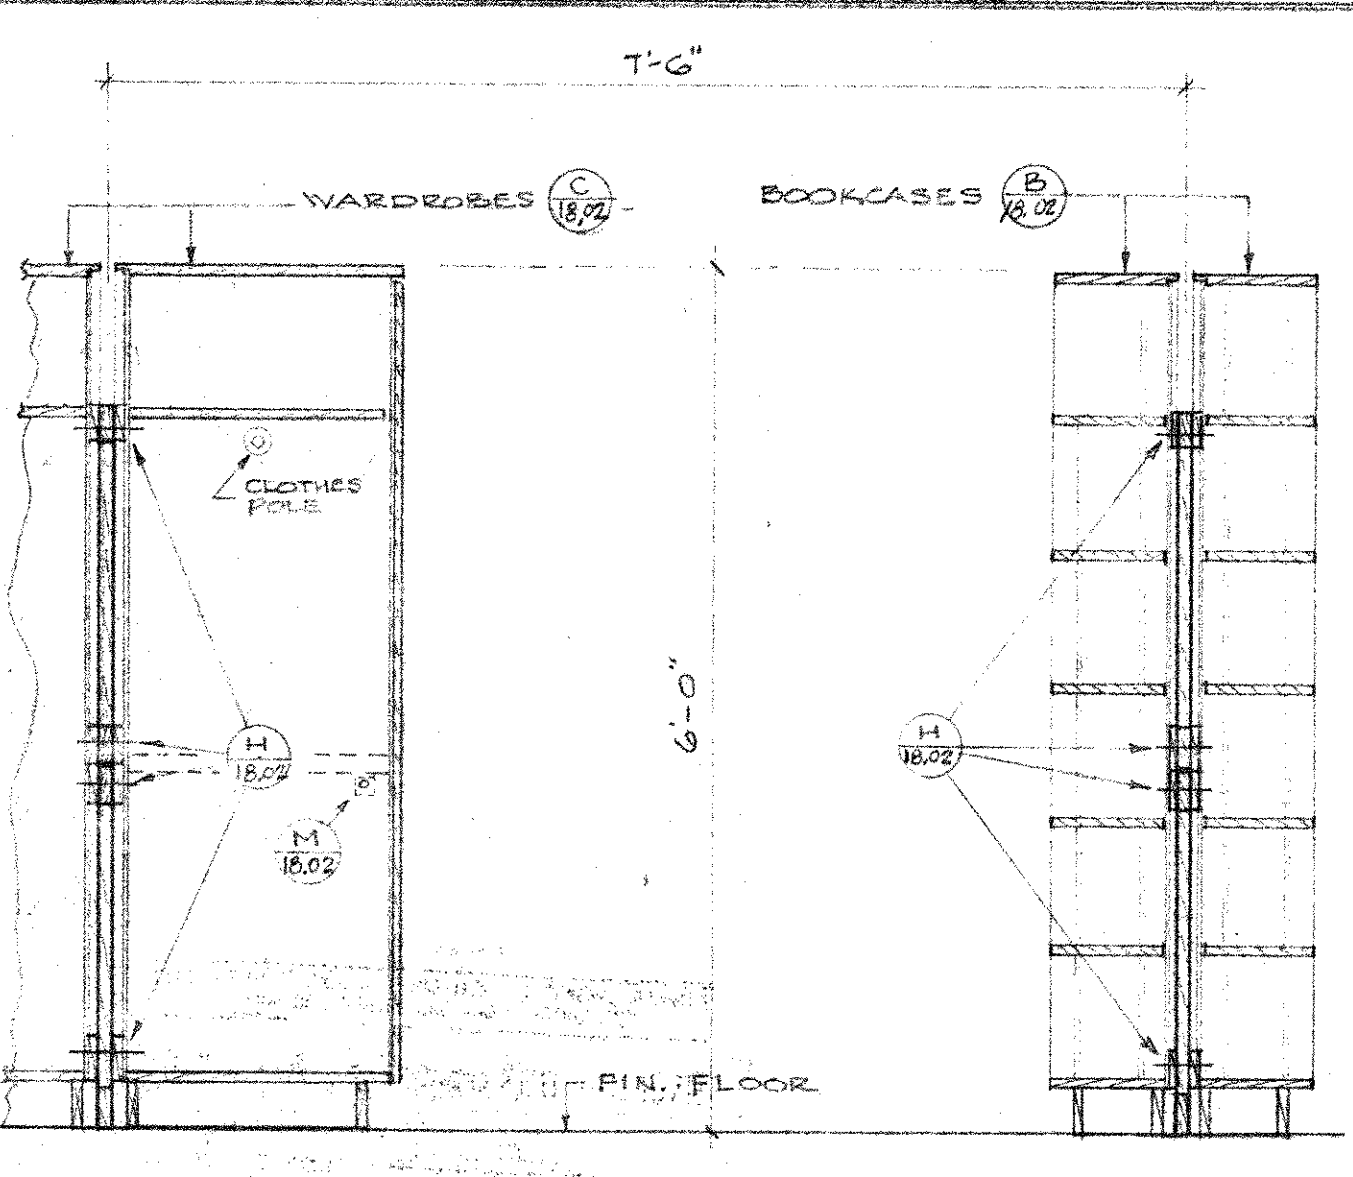 7'-6"
WARDROBES C 18,02
BOOKCASES B 18.02
CLOTHES
POLE
6'-0"
H
18.02
H
18.02
M
18.02
FIN. FLOOR